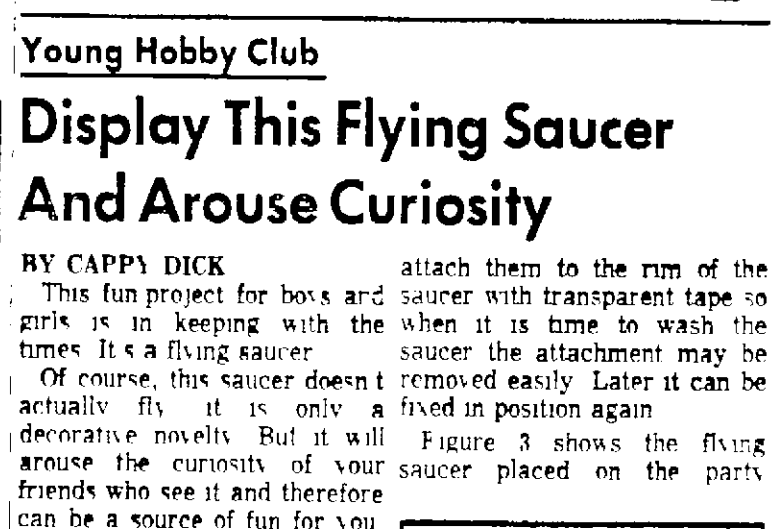 Young Hobby Club
Display This Flying Saucer
And Arouse Curiosity
BY CAPPY DICK
This fun project for boys and
girls is in keeping with the
times It s a flying saucer
Of course, this saucer doesn t
actually fly it is only a
decorative novelty But it will
arouse the curiosity of your
friends who see it and therefore
can be a source of fun for you
attach them to the rim of the
saucer with transparent tape so
when it is time to wash the
saucer the attachment may be
removed easily Later it can be
fixed in position again
Figure 3 shows the flying
saucer placed on the party